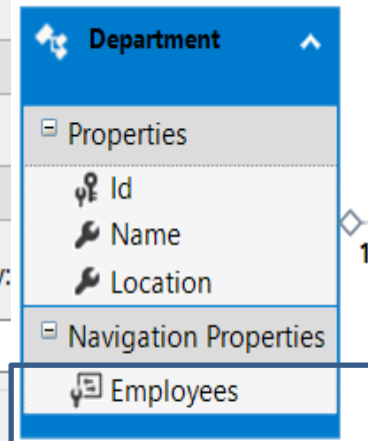 Department
Properties
Id
Name
Location
1
y:
Navigation Properties
Employees